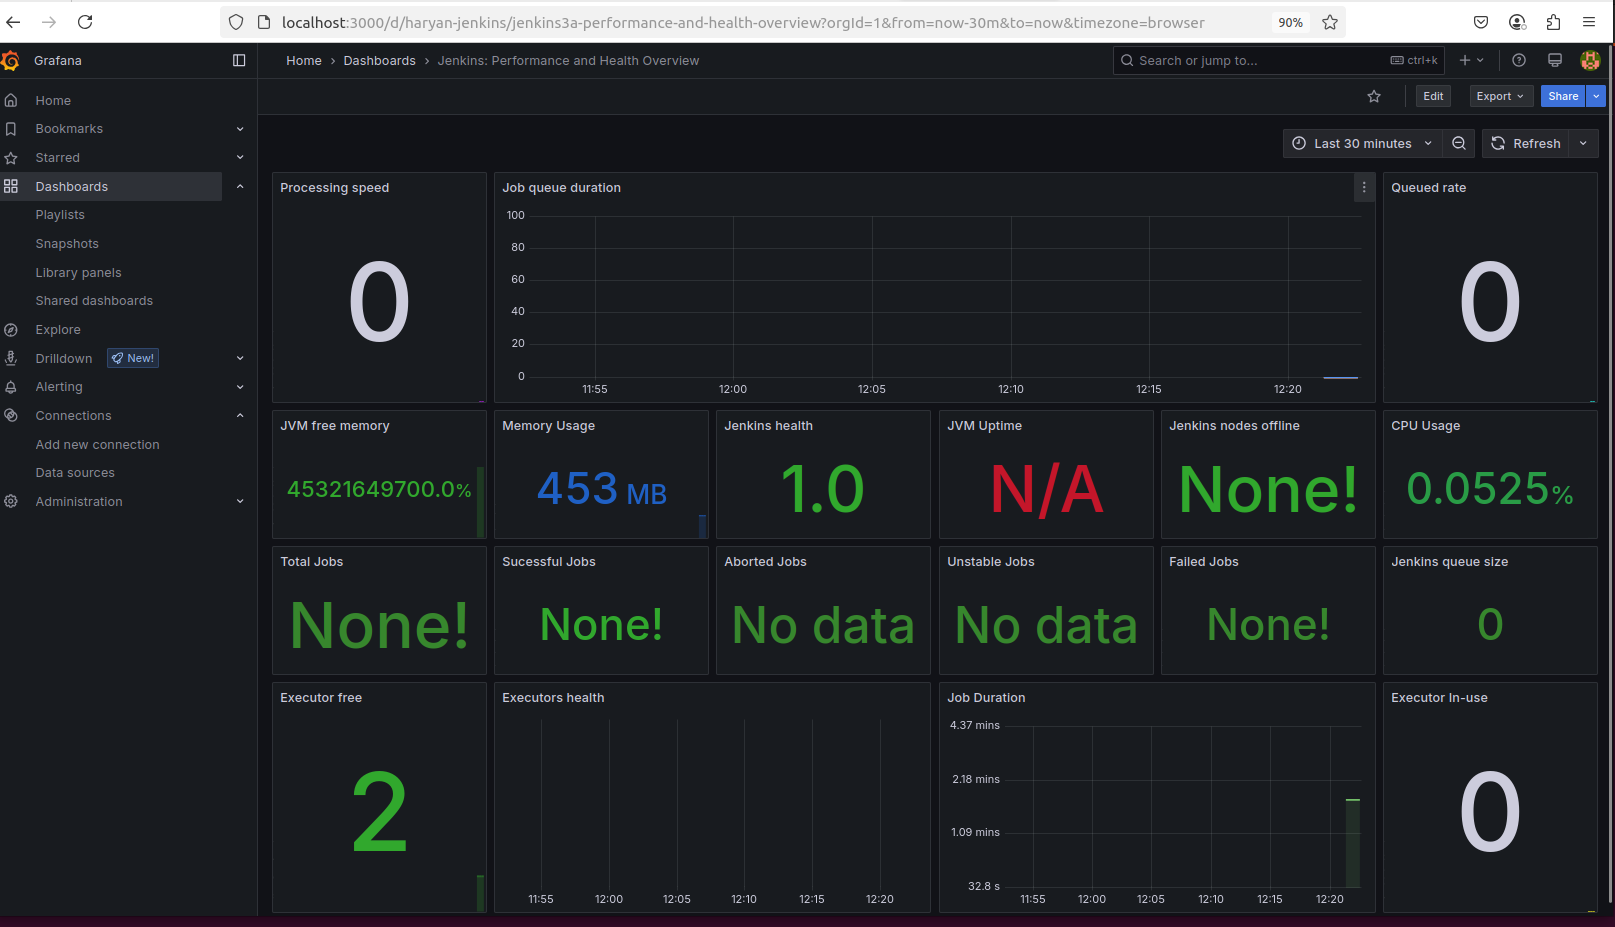 localhost:3000/d/haryan-jenkins/jenkins3a-performance-and-health-overview?orgId=1&from=now-30m&to=now&timezone=browser
90%
Grafana
Home › Dashboards › Jenkins: Performance and Health Overview
Search or jump to...
ctrl+k
Home
Bookmarks
Starred
Dashboards
Playlists
Snapshots
Library panels
Shared dashboards
Explore
Drilldown
New!
Alerting
Connections
Add new connection
Data sources
Administration
Edit
Export
Share
Last 30 minutes
Refresh
Processing speed
0
Job queue duration
100
80
60
40
20
0
11:55 12:00 12:05 12:10 12:15 12:20
Queued rate
0
JVM free memory
45321649700.0%
Memory Usage
453 MB
Jenkins health
1.0
JVM Uptime
N/A
Jenkins nodes offline
None!
CPU Usage
0.0525%
Total Jobs
None!
Sucessful Jobs
None!
Aborted Jobs
No data
Unstable Jobs
No data
Failed Jobs
None!
Jenkins queue size
0
Executor free
2
Executors health
11:55 12:00 12:05 12:10 12:15 12:20
Job Duration
4.37 mins
2.18 mins
1.09 mins
32.8 s
11:55 12:00 12:05 12:10 12:15 12:20
Executor In-use
0